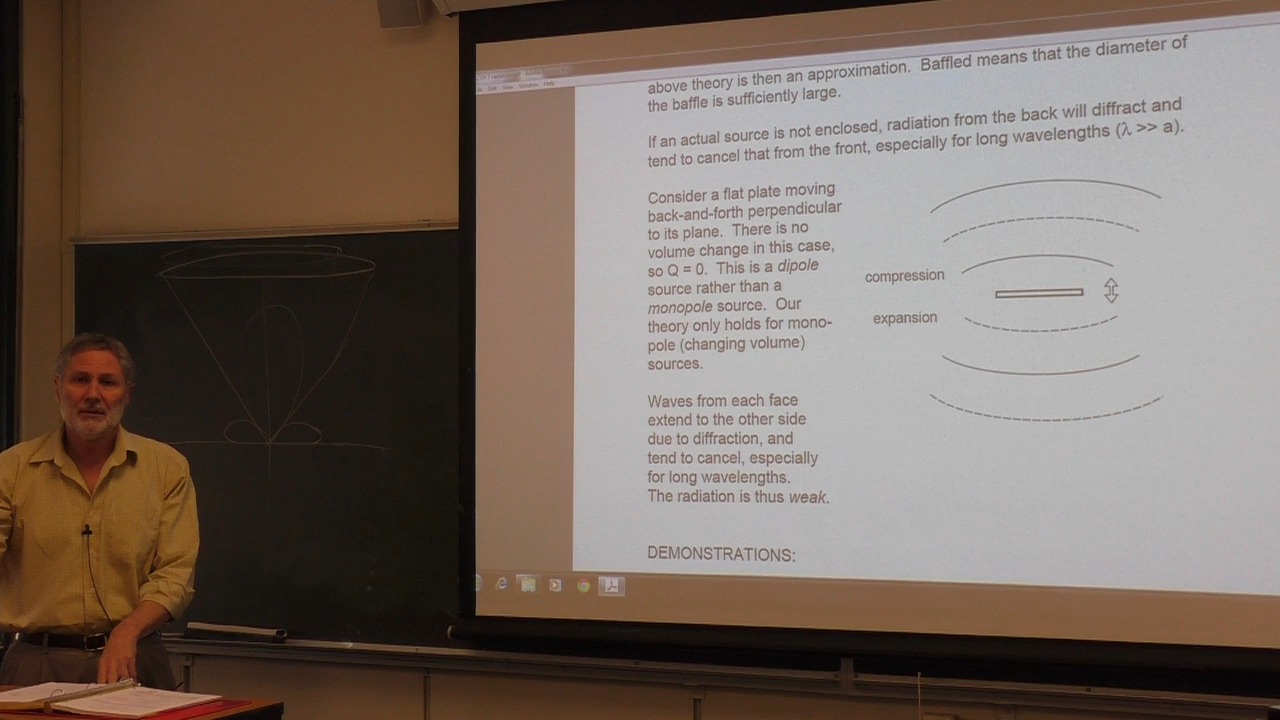 Edit View Window Help
above theory is then an approximation. Baffled means that the diameter of
the baffle is sufficiently large.
If an actual source is not enclosed, radiation from the back will diffract and
tend to cancel that from the front, especially for long wavelengths (λ >> a).
Consider a flat plate moving
back-and-forth perpendicular
to its plane. There is no
volume change in this case,
so Q = 0. This is a dipole
source rather than a
monopole source. Our
theory only holds for mono-
pole (changing volume)
sources.
compression
expansion
Waves from each face
extend to the other side
due to diffraction, and
tend to cancel, especially
for long wavelengths.
The radiation is thus weak.
DEMONSTRATIONS: